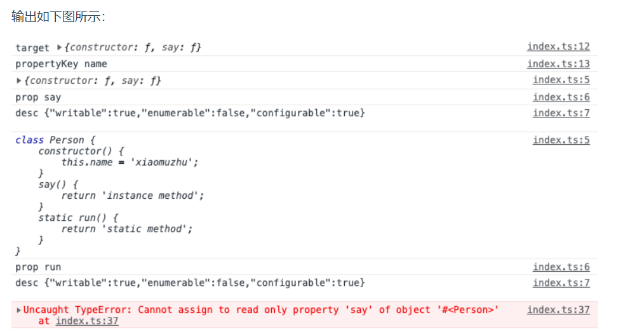 输出如下图所示：
target ▶{constructor: ƒ, say: ƒ} index.ts:12
propertyKey name index.ts:13
▶{constructor: ƒ, say: ƒ} index.ts:5
prop say index.ts:6
desc {"writable":true,"enumerable":false,"configurable":true} index.ts:7
class Person { index.ts:5
constructor() {
this.name = 'xiaomuzhu';
}
say() {
return 'instance method';
}
static run() {
return 'static method';
}
}
prop run index.ts:6
desc {"writable":true,"enumerable":false,"configurable":true} index.ts:7
▶Uncaught TypeError: Cannot assign to read only property 'say' of object '#<Person>' index.ts:37
at index.ts:37